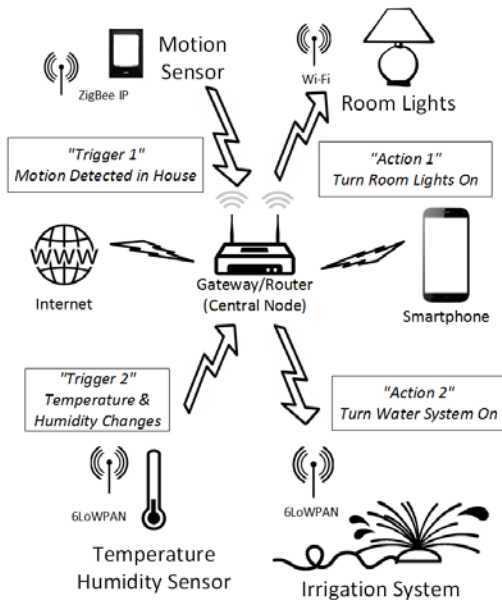 Motion
Sensor
ZigBee IP
Wi-Fi
Room Lights
"Trigger 1"
Motion Detected in House
"Action 1"
Turn Room Lights On
WWW
Internet
Gateway/Router
(Central Node)
Smartphone
"Trigger 2"
Temperature &
Humidity Changes
"Action 2"
Turn Water System On
6LoWPAN
Temperature
Humidity Sensor
6LoWPAN
Irrigation System